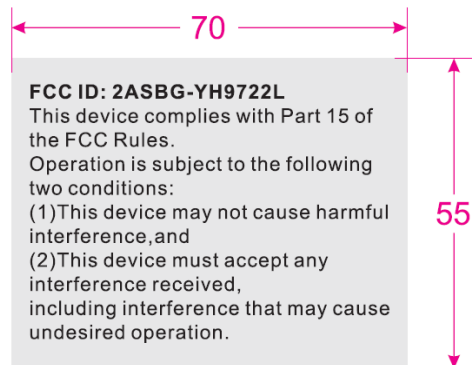 70
FCC ID: 2ASBG-YH9722L
This device complies with Part 15 of
the FCC Rules.
Operation is subject to the following
two conditions:
(1)This device may not cause harmful
interference,and
(2)This device must accept any
interference received,
including interference that may cause
undesired operation.
55